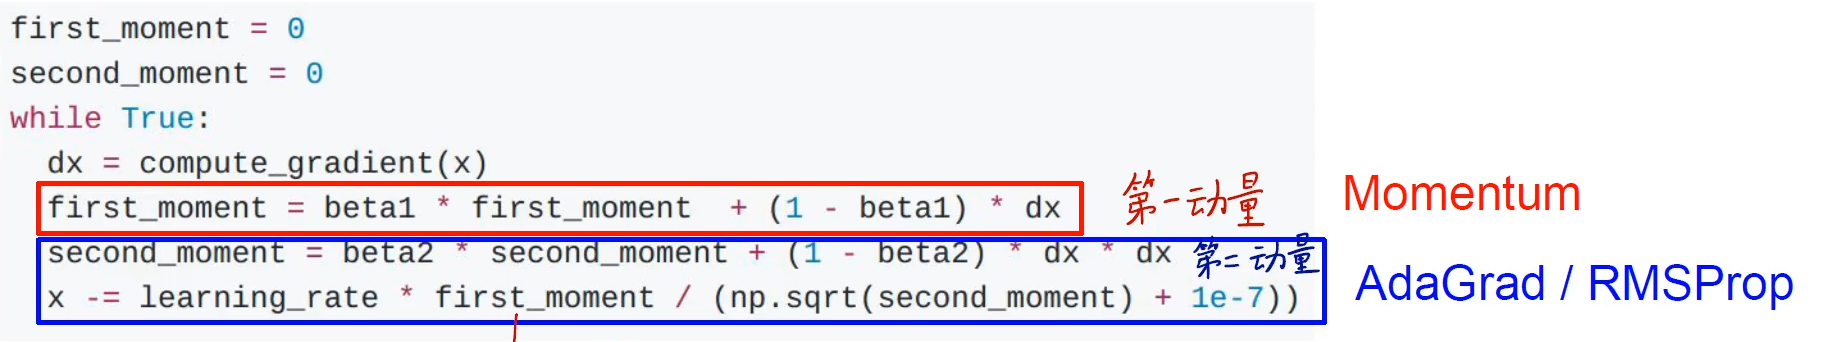 first_moment = 0
second_moment = 0
while True:
dx = compute_gradient(x)
first_moment = beta1 * first_moment + (1 - beta1) * dx 第一动量 Momentum
second_moment = beta2 * second_moment + (1 - beta2) * dx * dx 第二动量
x -= learning_rate * first_moment / (np.sqrt(second_moment) + 1e-7)) AdaGrad / RMSProp